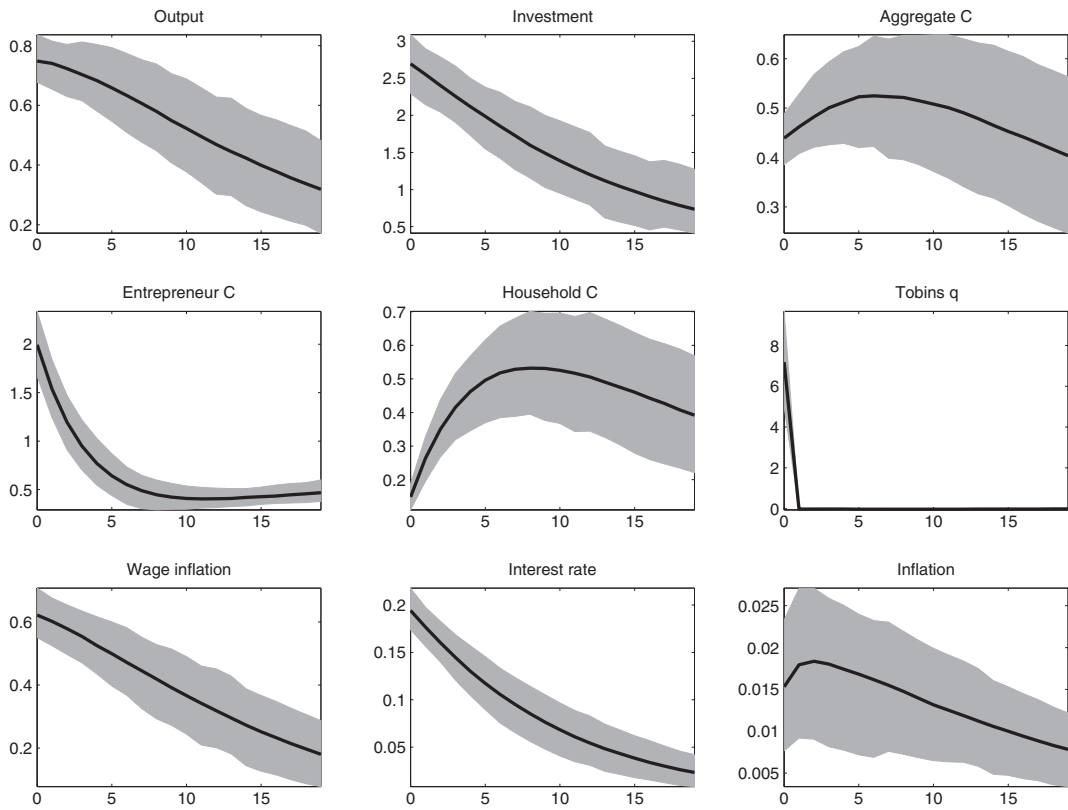 Output
0.8
0.6
0.4
0.2
0 5 10 15
Investment
3
2.5
2
1.5
1
0.5
0 5 10 15
Aggregate C
0.6
0.5
0.4
0.3
0 5 10 15
Entrepreneur C
2
1.5
1
0.5
0 5 10 15
Household C
0.7
0.6
0.5
0.4
0.3
0.2
0 5 10 15
Tobins q
8
6
4
2
0
0 5 10 15
Wage inflation
0.6
0.4
0.2
0 5 10 15
Interest rate
0.2
0.15
0.1
0.05
0 5 10 15
Inflation
0.025
0.02
0.015
0.01
0.005
0 5 10 15